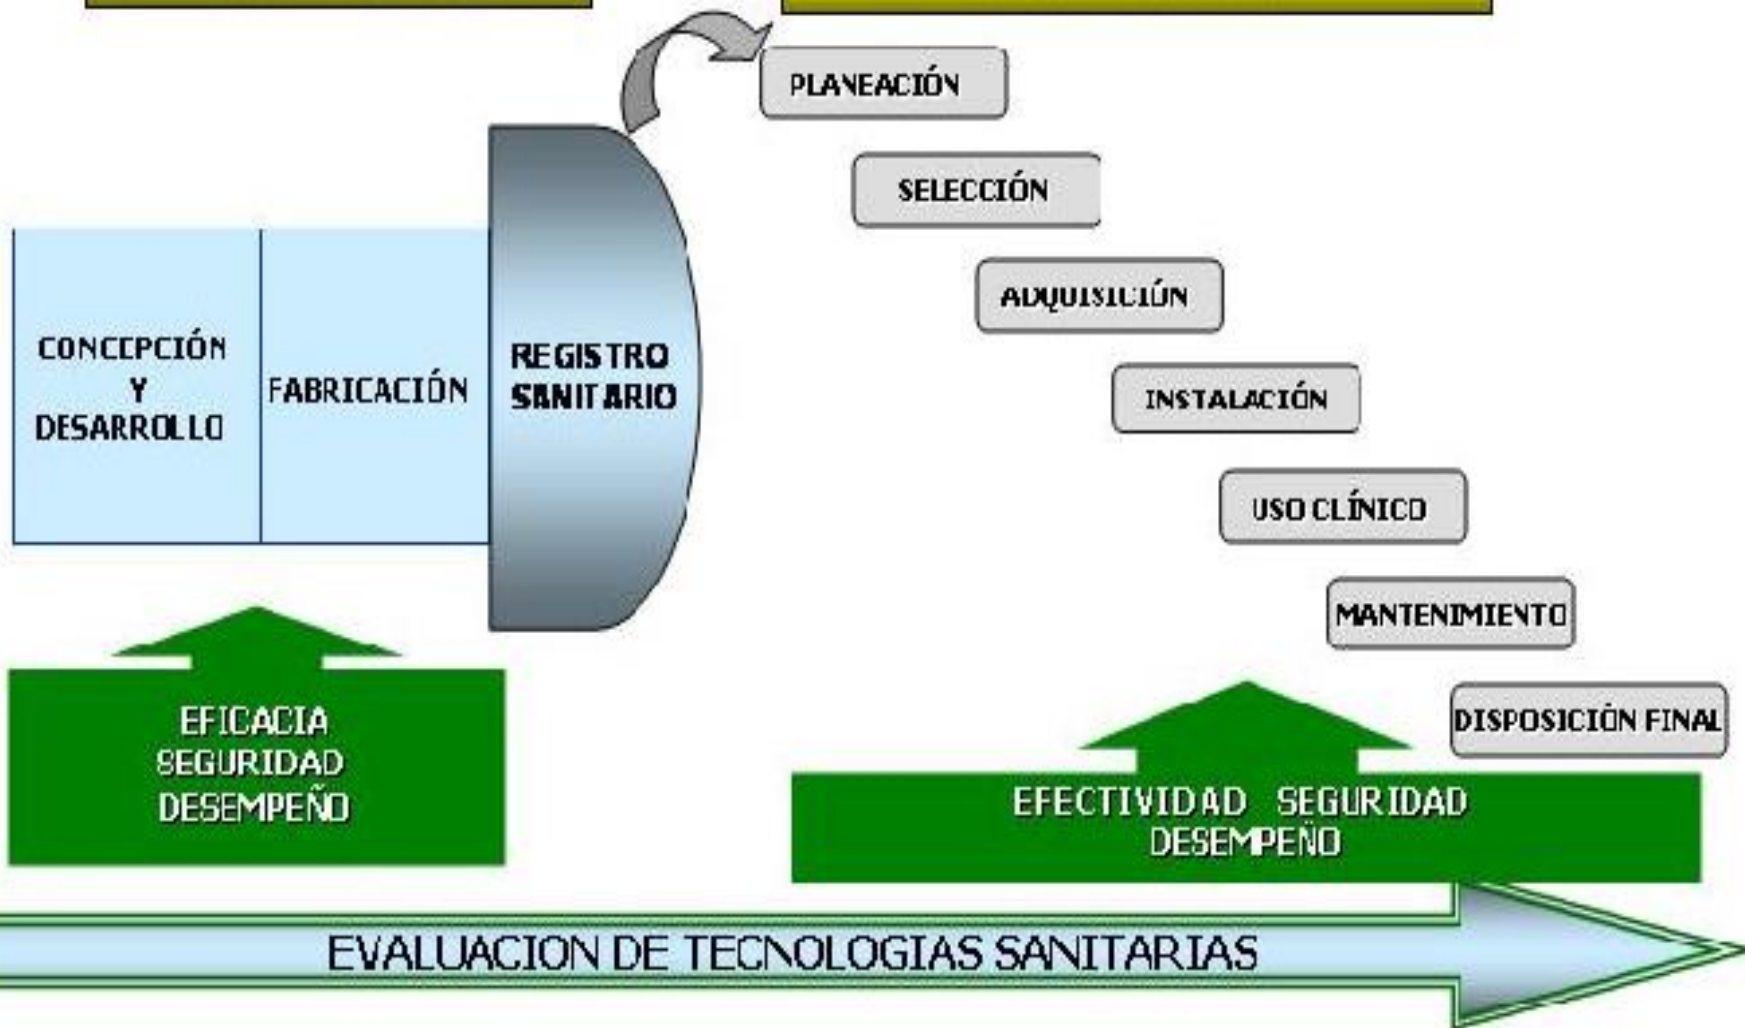 PLANEACIÓN
SELECCIÓN
ADQUISICIÓN
INSTALACIÓN
USO CLÍNICO
MANTENIMIENTO
DISPOSICIÓN FINAL
CONCEPCIÓN
Y
DESARROLLO
FABRICACIÓN
REGISTRO
SANITARIO
EFICACIA
SEGURIDAD
DESEMPEÑO
EFECTIVIDAD SEGURIDAD
DESEMPEÑO
EVALUACION DE TECNOLOGIAS SANITARIAS